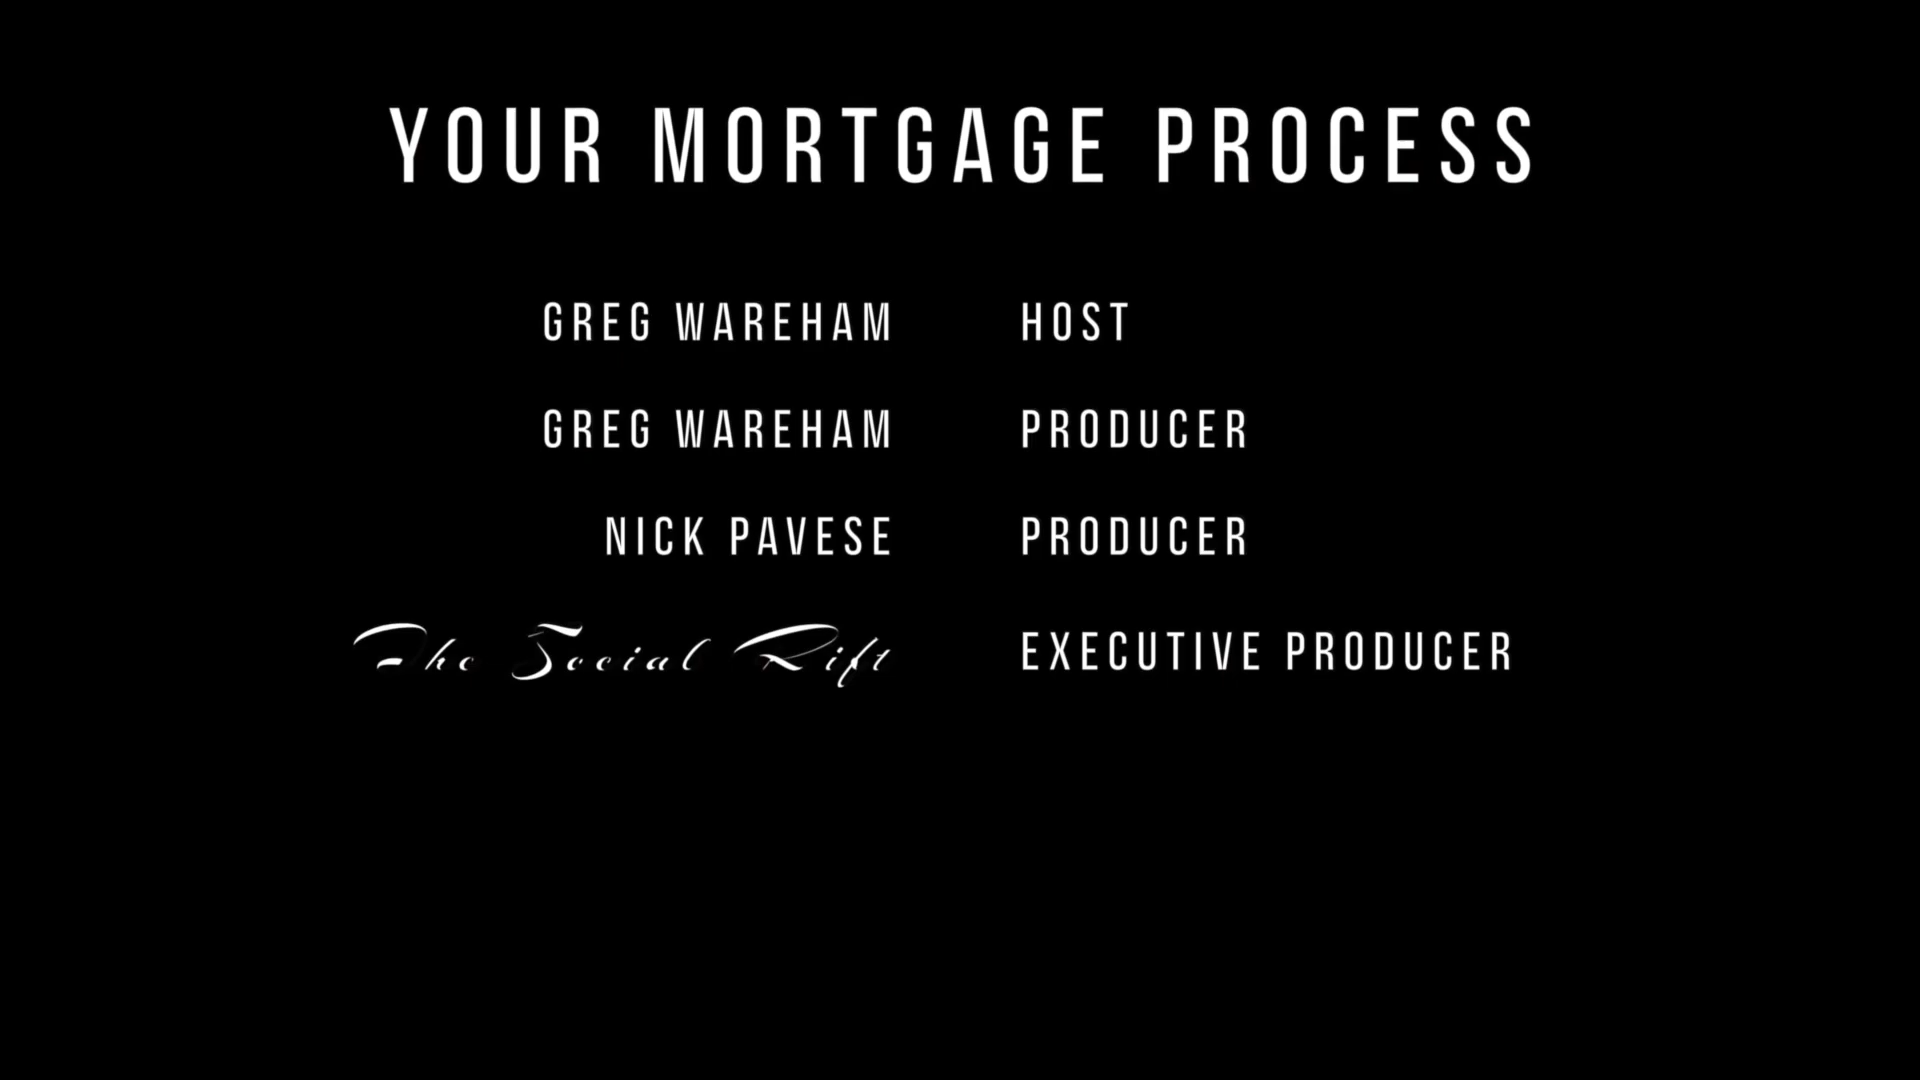 YOUR MORTGAGE PROCESS
GREG WAREHAM HOST
GREG WAREHAM PRODUCER
NICK PAVESE PRODUCER
The Social Rift EXECUTIVE PRODUCER